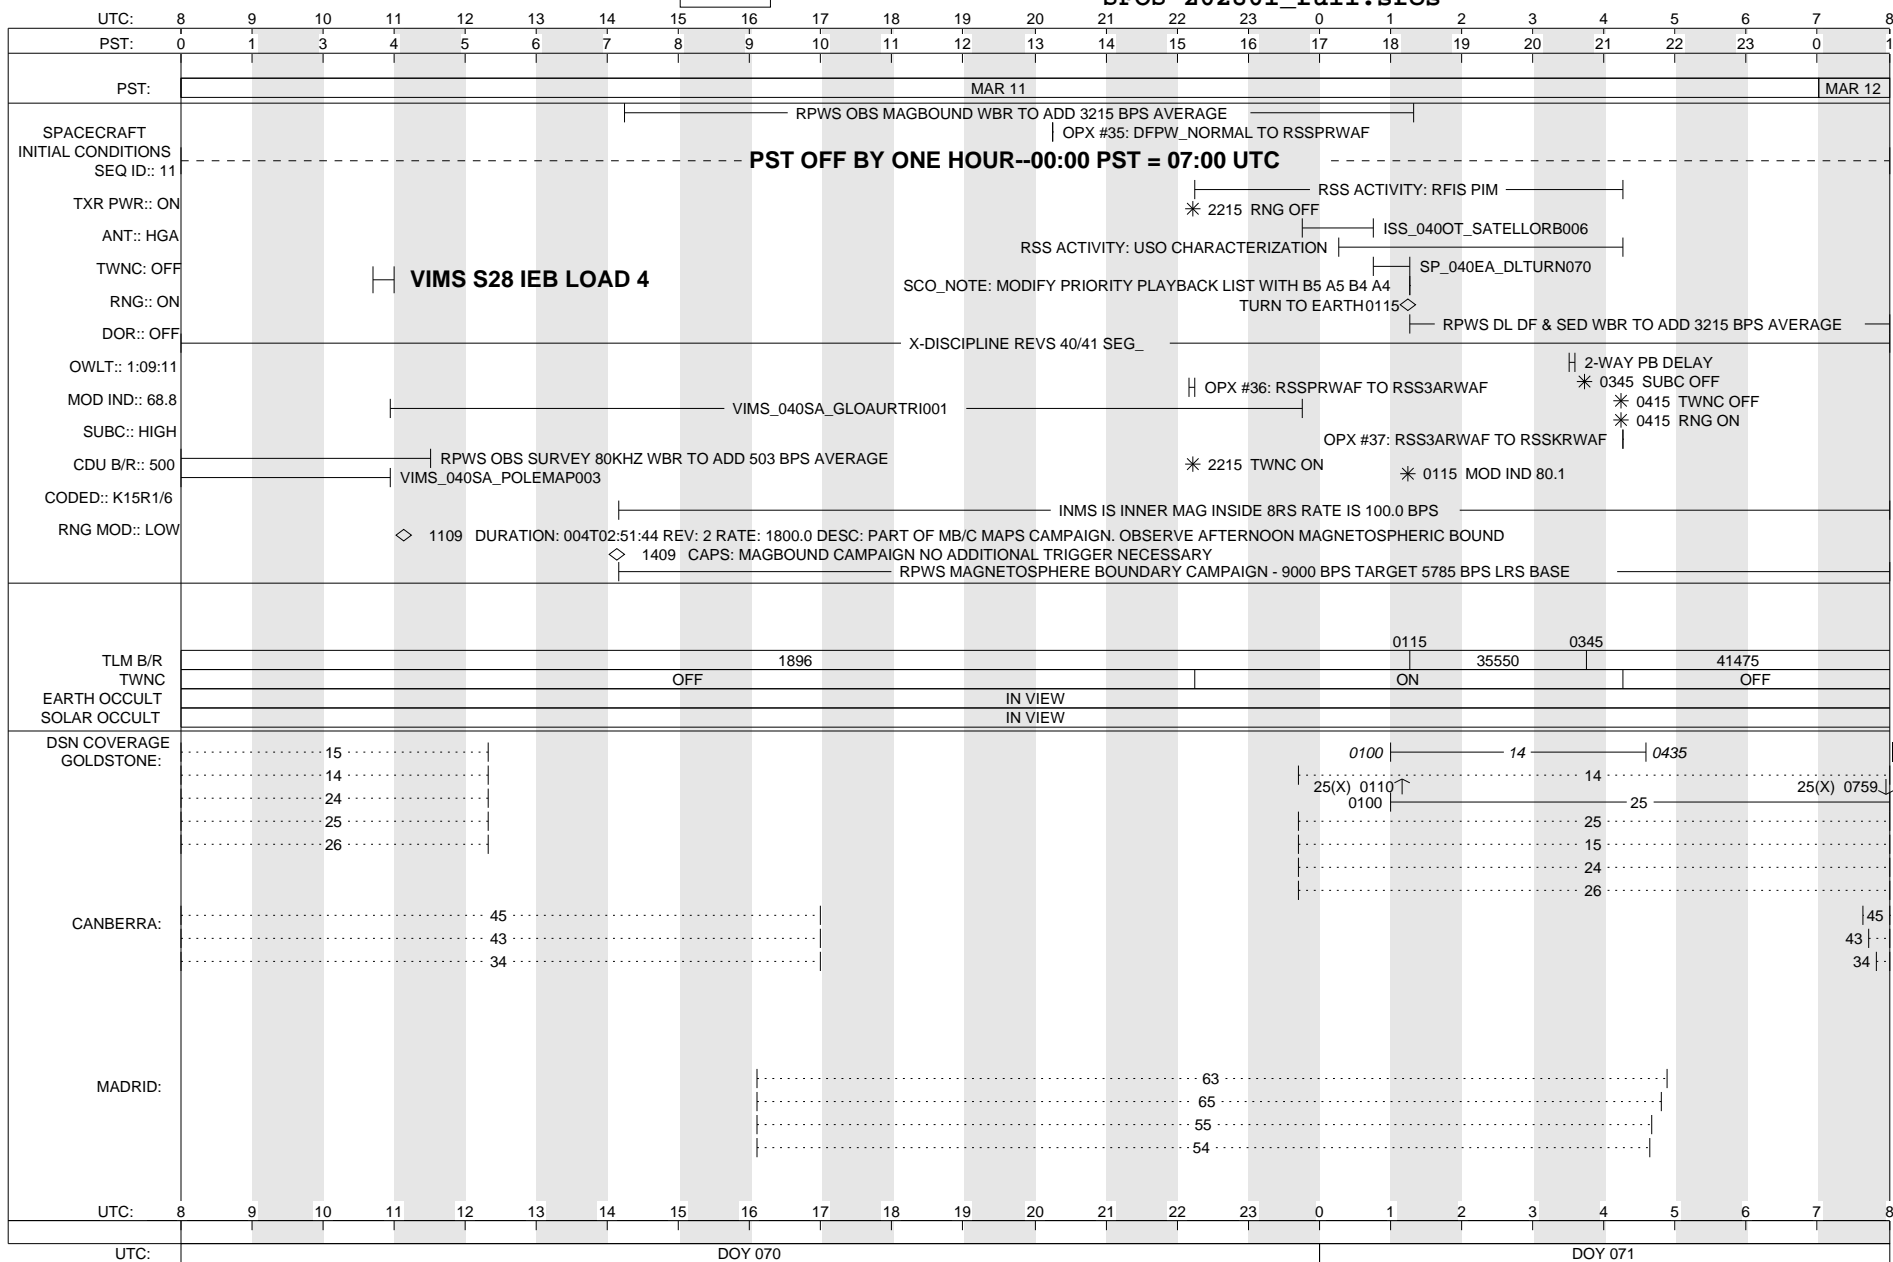 SFOS 202801_full.sfos
UTC: 8 9 10 11 12 13 14 15 16 17 18 19 20 21 22 23 0 1 2 3 4 5 6 7 8
PST: 0 1 3 4 5 6 7 8 9 10 11 12 13 14 15 16 17 18 19 20 21 22 23 0 1
PST: MAR 11 MAR 12
RPWS OBS MAGBOUND WBR TO ADD 3215 BPS AVERAGE
SPACECRAFT
OPX #35: DFPW_NORMAL TO RSSPRWAF
INITIAL CONDITIONS
PST OFF BY ONE HOUR--00:00 PST = 07:00 UTC
SEQ ID:: 11
RSS ACTIVITY: RFIS PIM
TXR PWR:: ON
2215 RNG OFF
ANT:: HGA
ISS_040OT_SATELLORB006
RSS ACTIVITY: USO CHARACTERIZATION
TWNC: OFF
SP_040EA_DLTURN070
VIMS S28 IEB LOAD 4
SCO_NOTE: MODIFY PRIORITY PLAYBACK LIST WITH B5 A5 B4 A4
RNG:: ON
TURN TO EARTH0115
DOR:: OFF
RPWS DL DF & SED WBR TO ADD 3215 BPS AVERAGE
X-DISCIPLINE REVS 40/41 SEG_
OWLT:: 1:09:11
2-WAY PB DELAY
0345 SUBC OFF
OPX #36: RSSPRWAF TO RSS3ARWAF
MOD IND:: 68.8
0415 TWNC OFF
VIMS_040SA_GLOAURTRI001
0415 RNG ON
SUBC:: HIGH
OPX #37: RSS3ARWAF TO RSSKRWAF
RPWS OBS SURVEY 80KHZ WBR TO ADD 503 BPS AVERAGE
CDU B/R:: 500
2215 TWNC ON
0115 MOD IND 80.1
VIMS_040SA_POLEMAP003
CODED:: K15R1/6
INMS IS INNER MAG INSIDE 8RS RATE IS 100.0 BPS
RNG MOD:: LOW
1109 DURATION: 004T02:51:44 REV: 2 RATE: 1800.0 DESC: PART OF MB/C MAPS CAMPAIGN. OBSERVE AFTERNOON MAGNETOSPHERIC BOUND
1409 CAPS: MAGBOUND CAMPAIGN NO ADDITIONAL TRIGGER NECESSARY
RPWS MAGNETOSPHERE BOUNDARY CAMPAIGN - 9000 BPS TARGET 5785 BPS LRS BASE
0115 0345
TLM B/R 1896 35550 41475
TWNC OFF ON OFF
EARTH OCCULT IN VIEW
SOLAR OCCULT IN VIEW
DSN COVERAGE
GOLDSTONE:
15 0100 14 0435
14 14
25(X) 0110 25(X) 0759
24 0100 25
25 25
26 15
24
26
CANBERRA:
45 45
43 43
34 34
MADRID:
63
65
55
54
UTC: 8 9 10 11 12 13 14 15 16 17 18 19 20 21 22 23 0 1 2 3 4 5 6 7 8
UTC: DOY 070 DOY 071